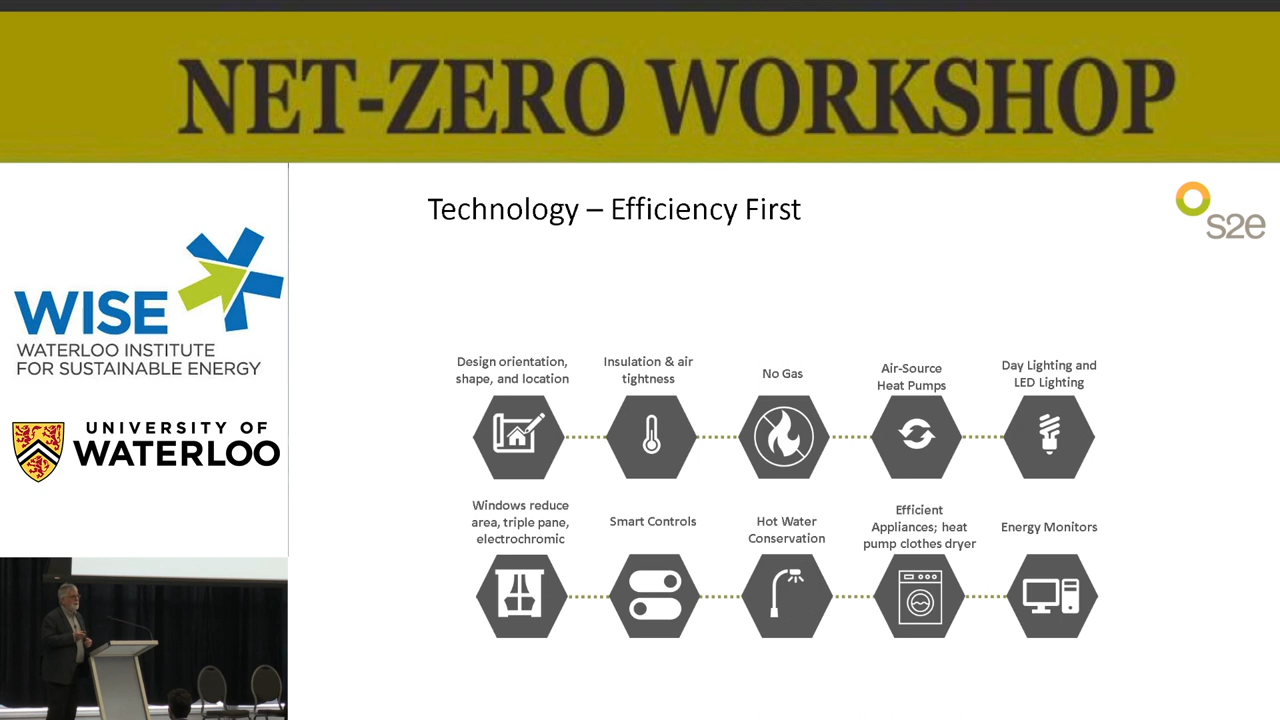 NET-ZERO WORKSHOP
WISE
WATERLOO INSTITUTE
FOR SUSTAINABLE ENERGY
UNIVERSITY OF
WATERLOO
Technology – Efficiency First
s2e
Design orientation,
shape, and location
Insulation & air
tightness
No Gas
Air-Source
Heat Pumps
Day Lighting and
LED Lighting
Windows reduce
area, triple pane,
electrochromic
Smart Controls
Hot Water
Conservation
Efficient
Appliances; heat
pump clothes dryer
Energy Monitors